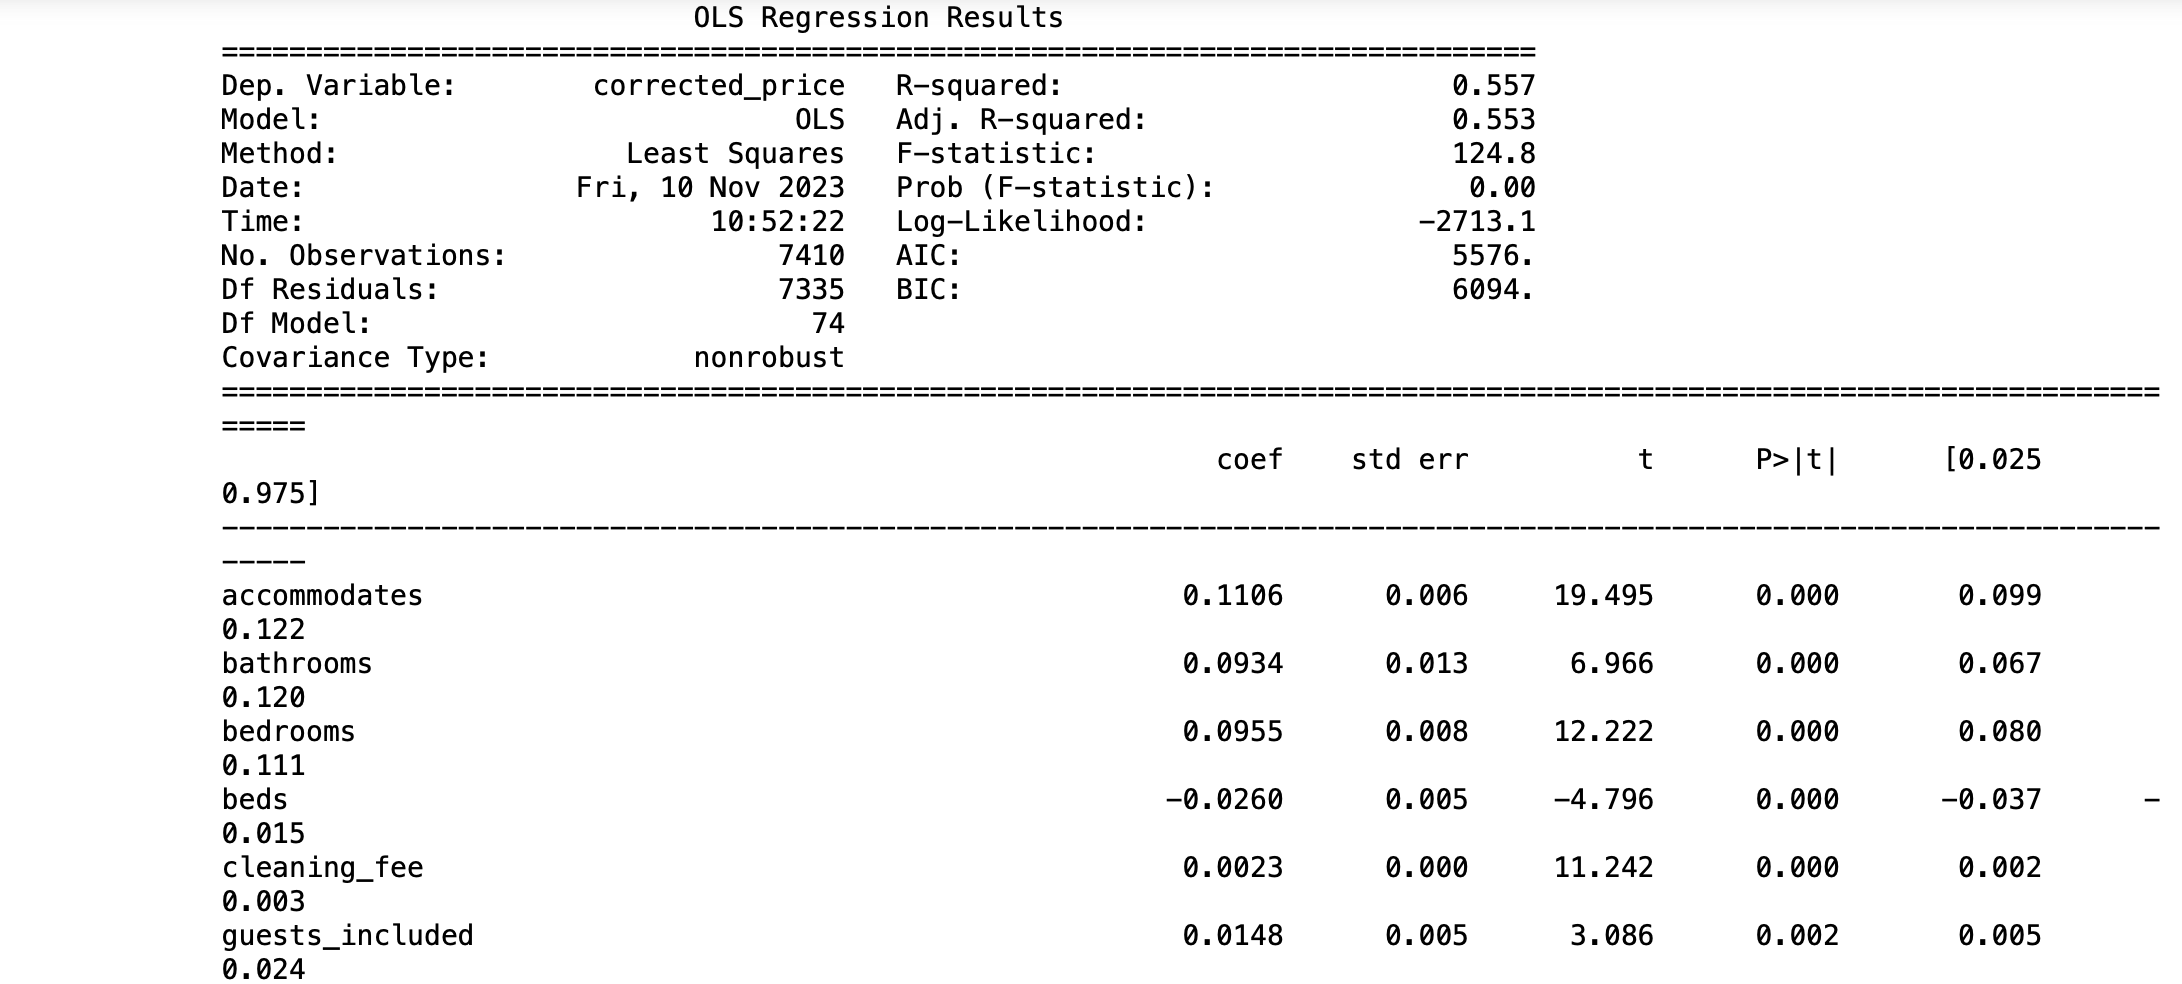 OLS Regression Results
==============================================================================
Dep. Variable: corrected_price R-squared: 0.557
Model: OLS Adj. R-squared: 0.553
Method: Least Squares F-statistic: 124.8
Date: Fri, 10 Nov 2023 Prob (F-statistic): 0.00
Time: 10:52:22 Log-Likelihood: -2713.1
No. Observations: 7410 AIC: 5576.
Df Residuals: 7335 BIC: 6094.
Df Model: 74
Covariance Type: nonrobust
===================================================================================================================
=====
coef std err t P>|t| [0.025
0.975]
-------------------------------------------------------------------------------------------------------------------
-----
accommodates 0.1106 0.006 19.495 0.000 0.099
0.122
bathrooms 0.0934 0.013 6.966 0.000 0.067
0.120
bedrooms 0.0955 0.008 12.222 0.000 0.080
0.111
beds -0.0260 0.005 -4.796 0.000 -0.037 -
0.015
cleaning_fee 0.0023 0.000 11.242 0.000 0.002
0.003
guests_included 0.0148 0.005 3.086 0.002 0.005
0.024